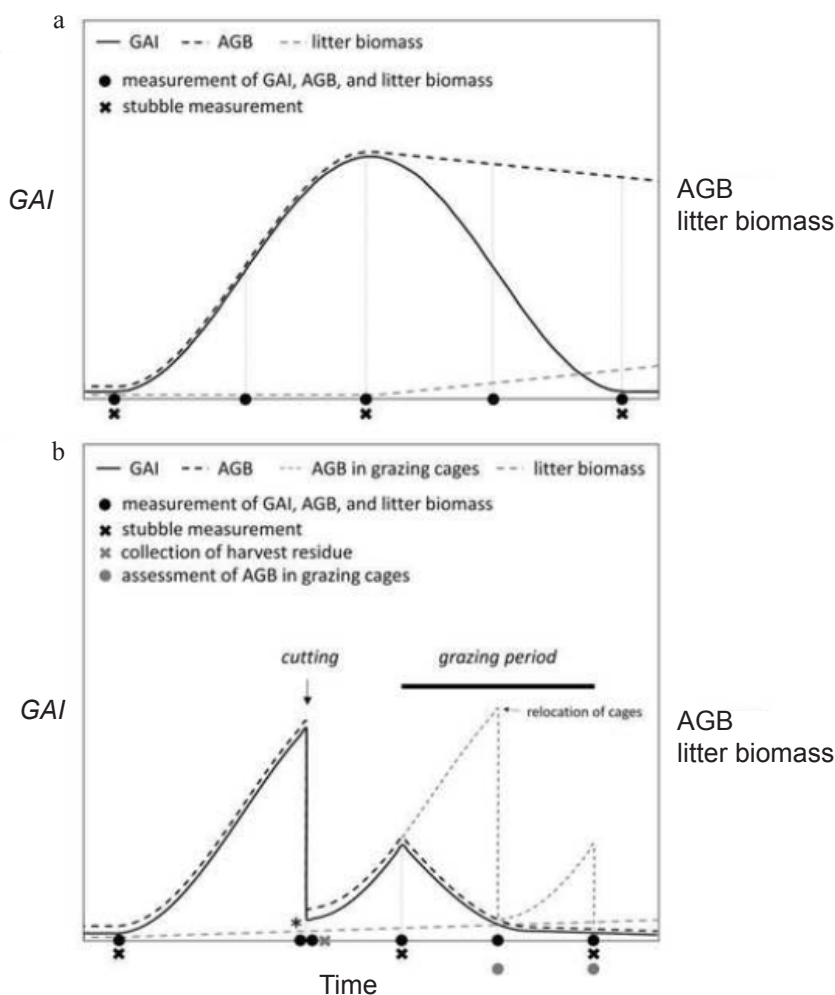 a
GAI AGB litter biomass
measurement of GAI, AGB, and litter biomass
stubble measurement
GAI
AGB
litter biomass
b
GAI AGB AGB in grazing cages litter biomass
measurement of GAI, AGB, and litter biomass
stubble measurement
collection of harvest residue
assessment of AGB in grazing cages
cutting
grazing period
relocation of cages
GAI
AGB
litter biomass
*
Time